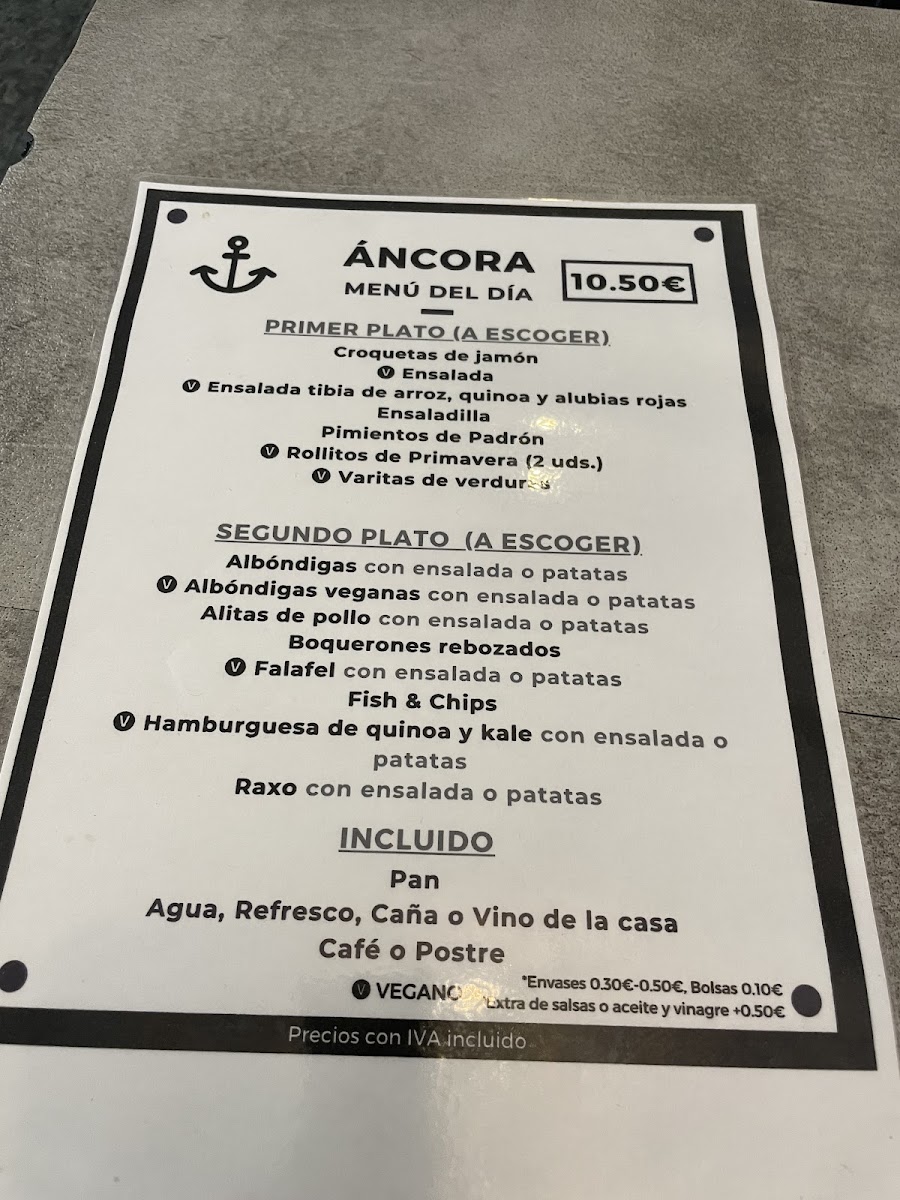 ÁNCORA
10.50€
MENÚ DEL DÍA
PRIMER PLATO (A ESCOGER)
Croquetas de jamón
V Ensalada
V Ensalada tibia de arroz, quinoa y alubias rojas
Ensaladilla
Pimientos de Padrón
V Rollitos de Primavera (2 uds.)
V Varitas de verduras
SEGUNDO PLATO (A ESCOGER)
Albóndigas con ensalada o patatas
V Albóndigas veganas con ensalada o patatas
Alitas de pollo con ensalada o patatas
Boquerones rebozados
V Falafel con ensalada o patatas
Fish & Chips
V Hamburguesa de quinoa y kale con ensalada o
patatas
Raxo con ensalada o patatas
INCLUIDO
Pan
Agua, Refresco, Caña o Vino de la casa
Café o Postre
V VEGANO
*Envases 0.30€-0.50€, Bolsas 0.10€
*Extra de salsas o aceite y vinagre +0.50€
Precios con IVA incluido